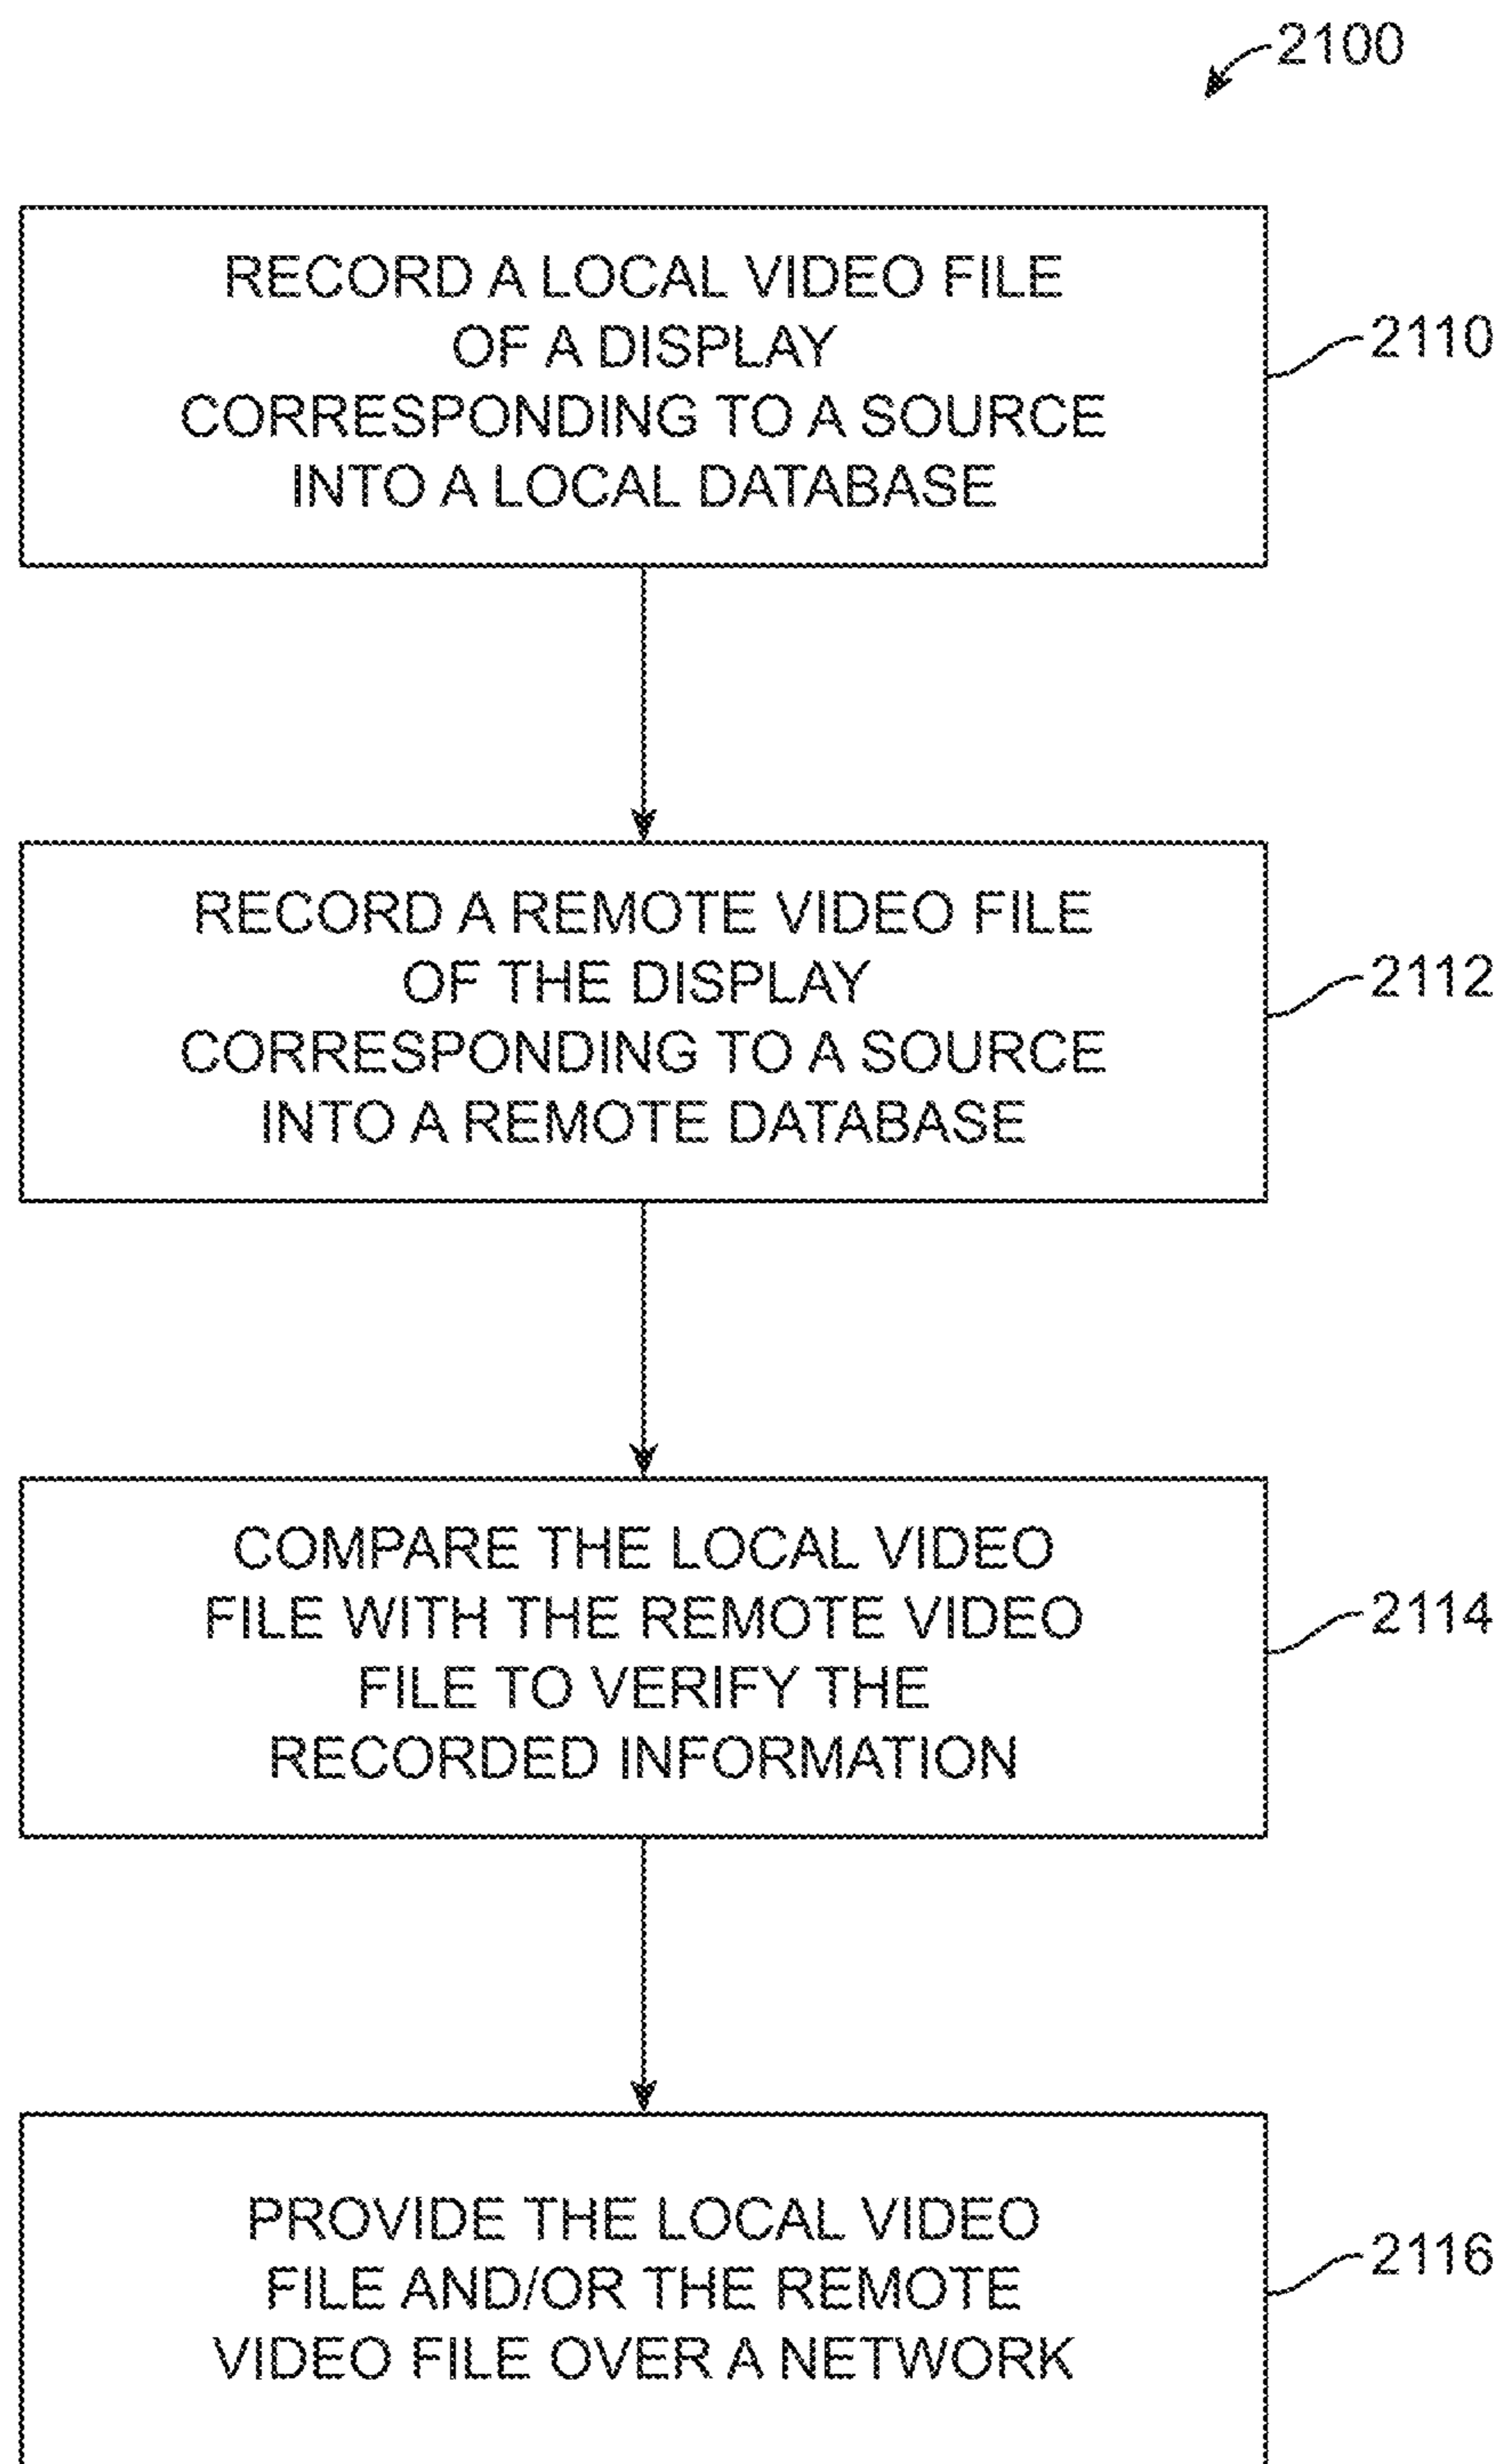 2100
RECORD A LOCAL VIDEO FILE
OF A DISPLAY
CORRESPONDING TO A SOURCE
INTO A LOCAL DATABASE
2110
RECORD A REMOTE VIDEO FILE
OF THE DISPLAY
CORRESPONDING TO A SOURCE
INTO A REMOTE DATABASE
2112
COMPARE THE LOCAL VIDEO
FILE WITH THE REMOTE VIDEO
FILE TO VERIFY THE
RECORDED INFORMATION
2114
PROVIDE THE LOCAL VIDEO
FILE AND/OR THE REMOTE
VIDEO FILE OVER A NETWORK
2116